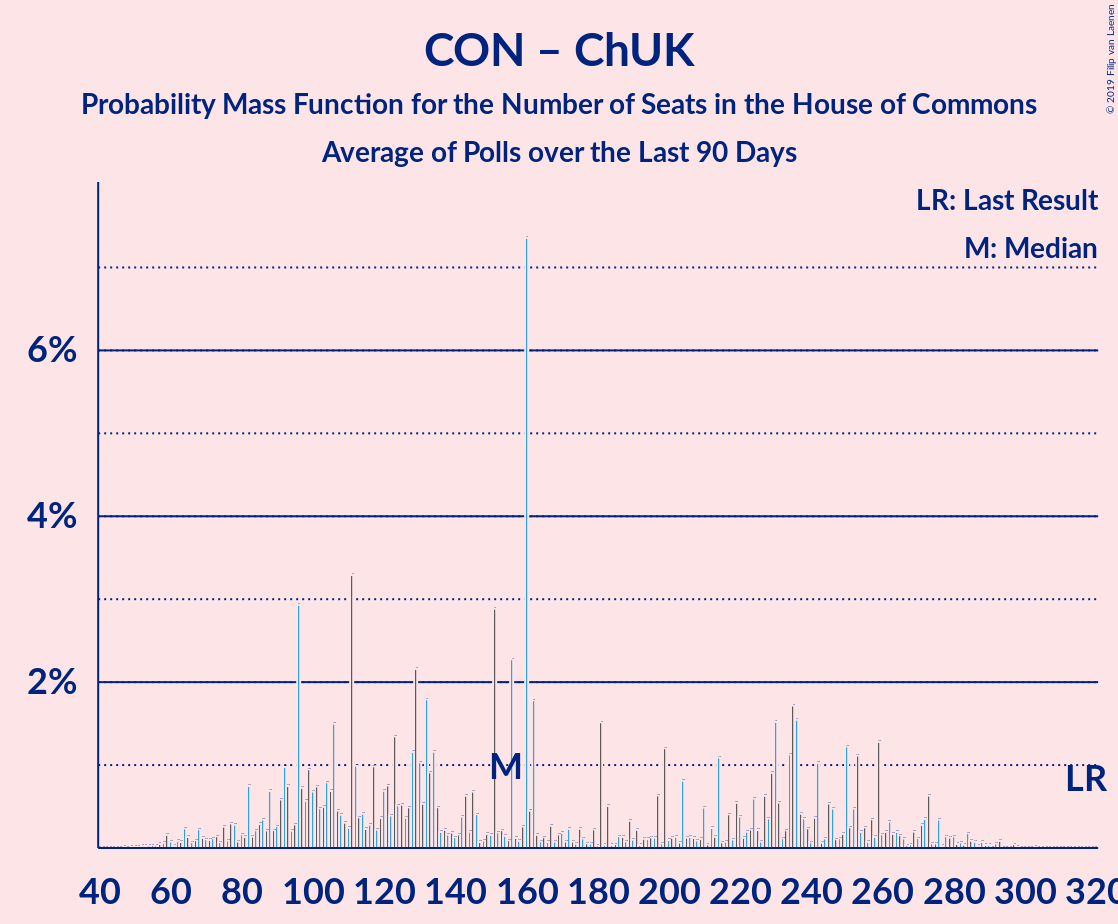 CON – ChUK
Probability Mass Function for the Number of Seats in the House of Commons
Average of Polls over the Last 90 Days
© 2019 Filip van Laenen
LR: Last Result
M: Median
6%
4%
2%
M
LR
40 60 80 100 120 140 160 180 200 220 240 260 280 300 320